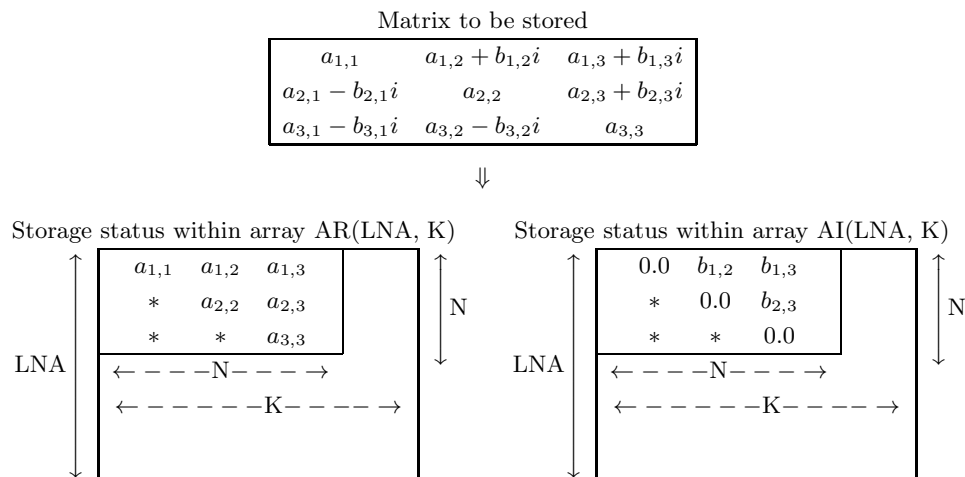 Matrix to be stored
a1,1 a1,2 + b1,2i a1,3 + b1,3i
a2,1 − b2,1i a2,2 a2,3 + b2,3i
a3,1 − b3,1i a3,2 − b3,2i a3,3
⇓
Storage status within array AR(LNA, K)
a1,1 a1,2 a1,3
* a2,2 a2,3
* * a3,3
LNA
N
N
K
Storage status within array AI(LNA, K)
0.0 b1,2 b1,3
* 0.0 b2,3
* * 0.0
LNA
N
N
K